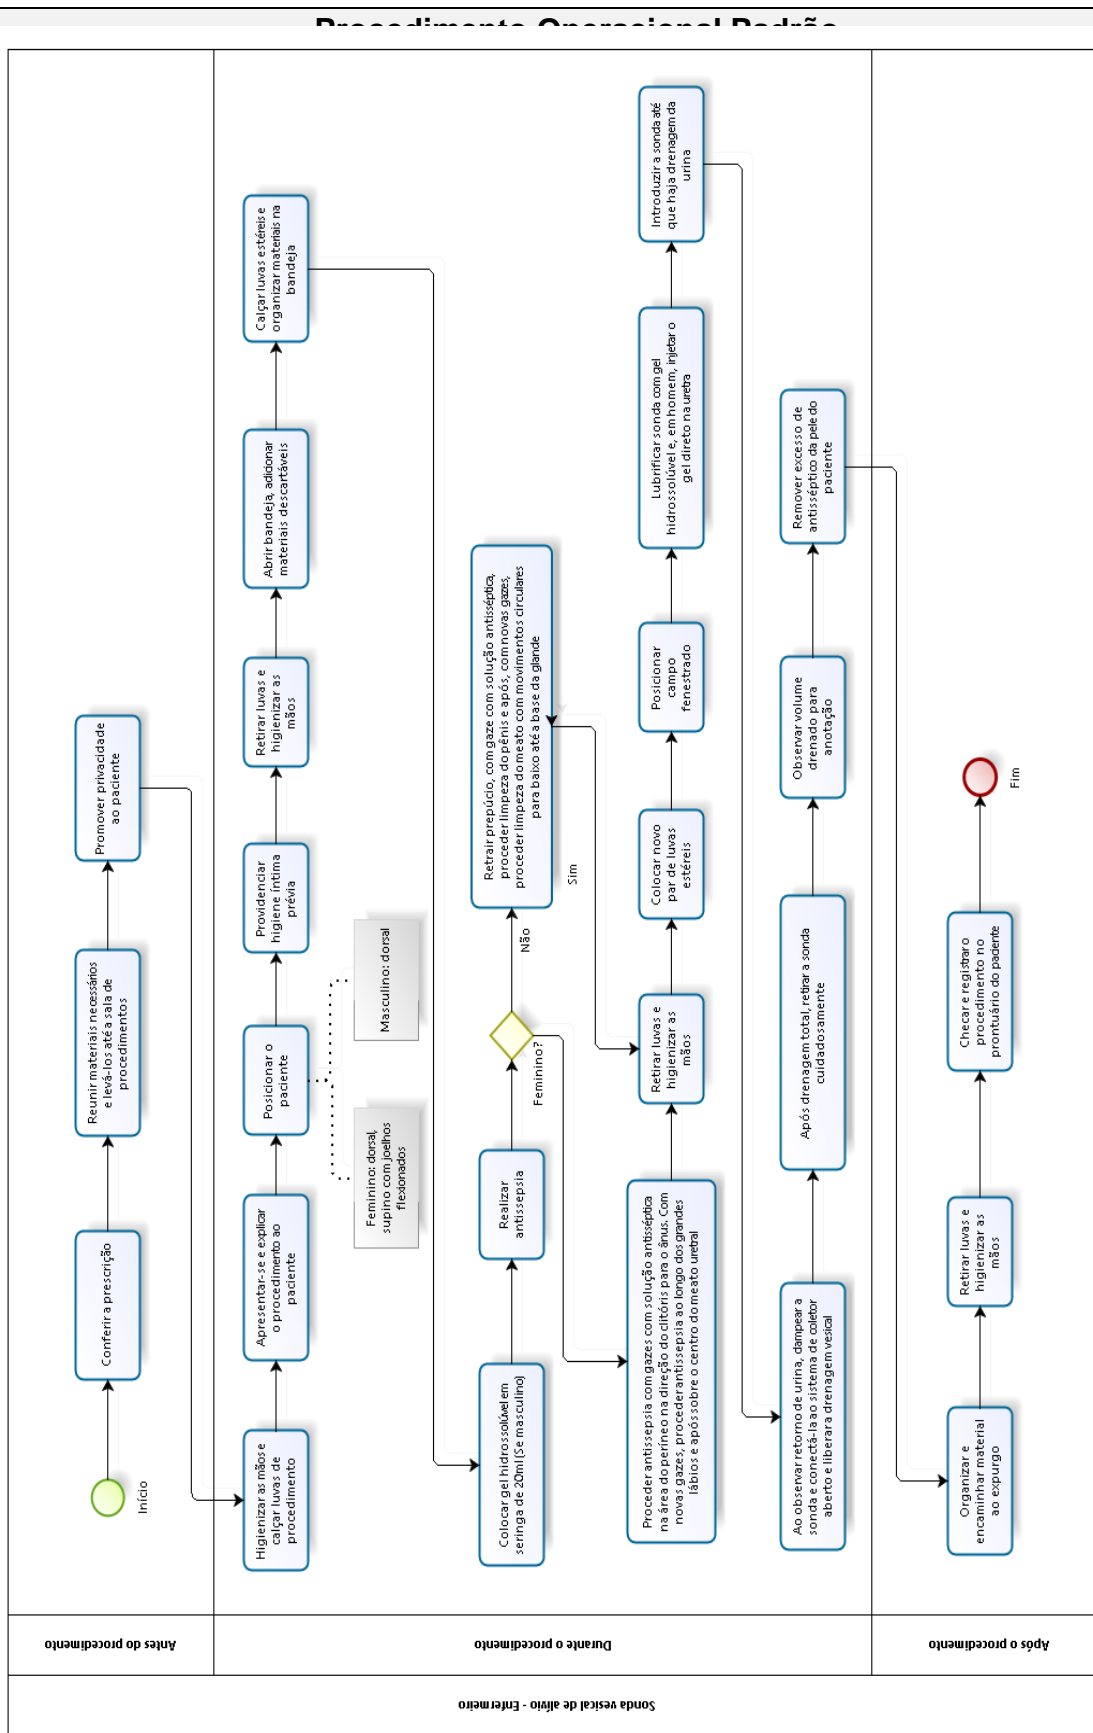 Procedimento Operacional Padrão
Sonda vesical de alívio - Enfermeiro
Antes do procedimento
Início
Conferir a prescrição
Reunir materiais necessários
e levá-los até a sala de
procedimentos
Promover privacidade
ao paciente
Durante o procedimento
Higienizar as mãos e
calçar luvas de
procedimento
Apresentar-se e explicar
o procedimento ao
paciente
Posicionar o
paciente
Feminino: dorsal,
supino com joelhos
flexionados
Masculino: dorsal
Providenciar
higiene íntima
prévia
Retirar luvas e
higienizar as
mãos
Abrir bandeja, adicionar
materiais descartáveis
Calçar luvas estéreis e
organizar materiais na
bandeja
Colocar gel hidrossolúvel em
seringa de 20ml (Se masculino)
Realizar
antissepsia
Feminino?
Não
Retrair prepúcio, com gaze com solução antisséptica,
proceder limpeza do pênis e após, com novas gazes,
proceder limpeza do meato com movimentos circulares
para baixo até a base da glande
Sim
Proceder antissepsia com gazes com solução antisséptica
na área do perineo na direção do clitóris para o ânus. Com
novas gazes, proceder antissepsia ao longo dos grandes
lábios e após sobre o centro do meato uretral
Retirar luvas e
higienizar as
mãos
Colocar novo
par de luvas
estéreis
Posicionar
campo
fenestrado
Lubrificar sonda com gel
hidrossolúvel e, em homem, injetar o
gel direto na uretra
Introduzir a sonda até
que haja drenagem da
urina
Ao observar retorno de urina, clampear a
sonda e conectá-la ao sistema de coletor
aberto e liberar a drenagem vesical
Após drenagem total, retirar a sonda
cuidadosamente
Observar volume
drenado para
anotação
Remover excesso de
antisséptico da pele do
paciente
Após o procedimento
Organizar e
encaminhar material
ao expurgo
Retirar luvas e
higienizar as
mãos
Checar e registrar o
procedimento no
prontuário do paciente
Fim